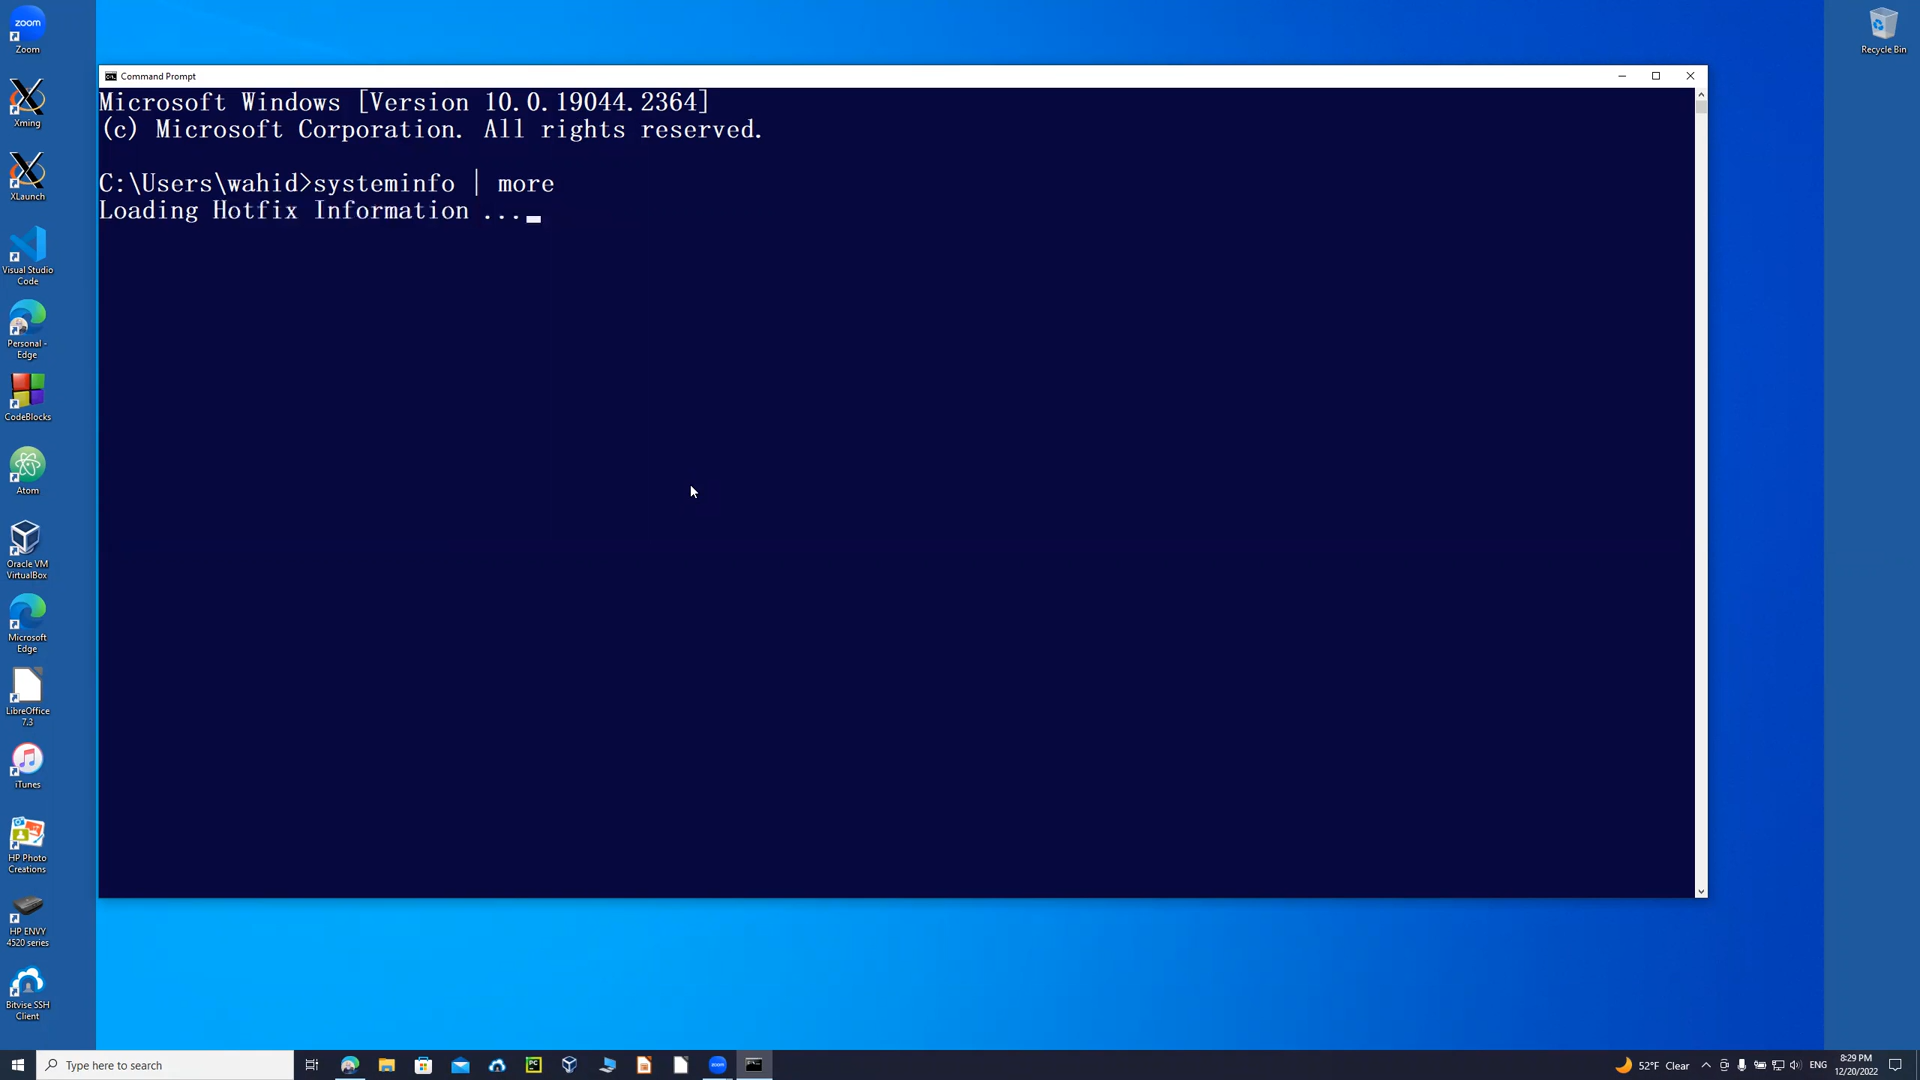 zoom
Zoom
Xming
XLaunch
Visual Studio
Code
Personal -
Edge
CodeBlocks
Atom
Oracle VM
VirtualBox
Microsoft
Edge
LibreOffice
7.3
iTunes
HP Photo
Creations
HP ENVY
4520 series
Bitvise SSH
Client
Recycle Bin
Command Prompt
Microsoft Windows [Version 10.0.19044.2364]
(c) Microsoft Corporation. All rights reserved.
C:\Users\wahid>systeminfo | more
Loading Hotfix Information ...
Type here to search
PC
zoom
52°F Clear
ENG
8:29 PM
12/20/2022